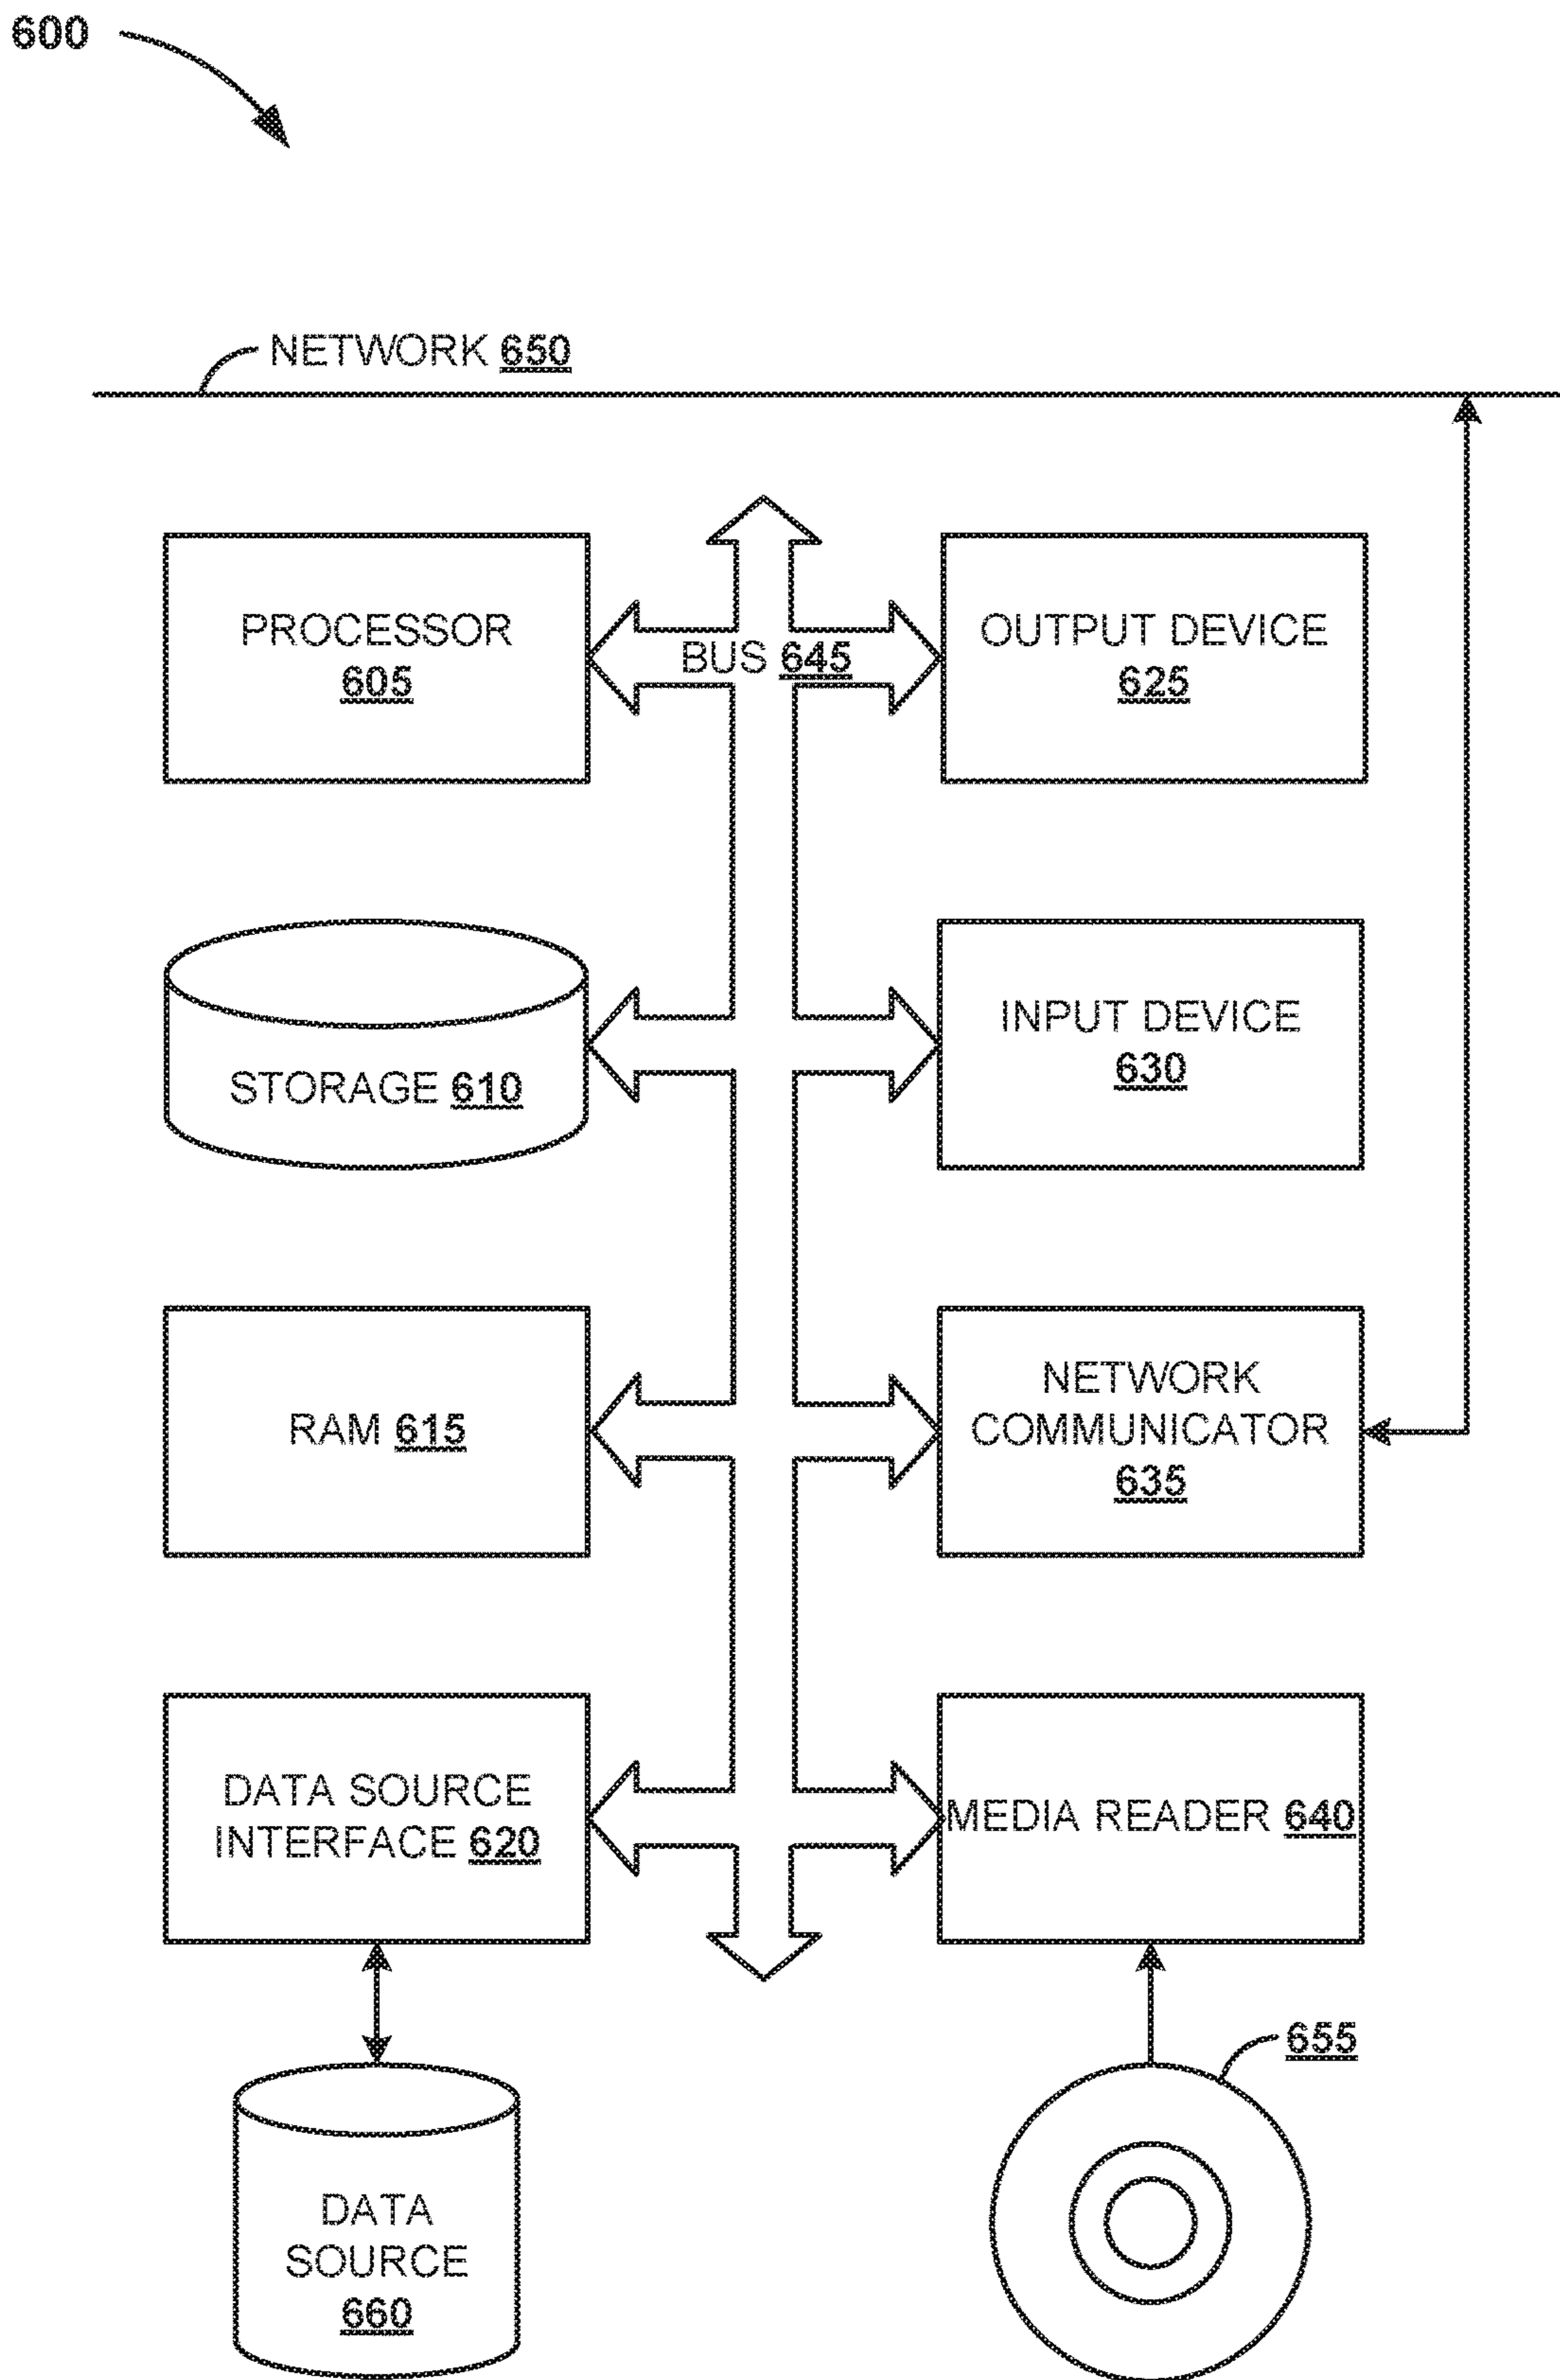 600
NETWORK 650
PROCESSOR
605
BUS 645
OUTPUT DEVICE
625
STORAGE 610
INPUT DEVICE
630
RAM 615
NETWORK
COMMUNICATOR
635
DATA SOURCE
INTERFACE 620
MEDIA READER 640
655
DATA
SOURCE
660